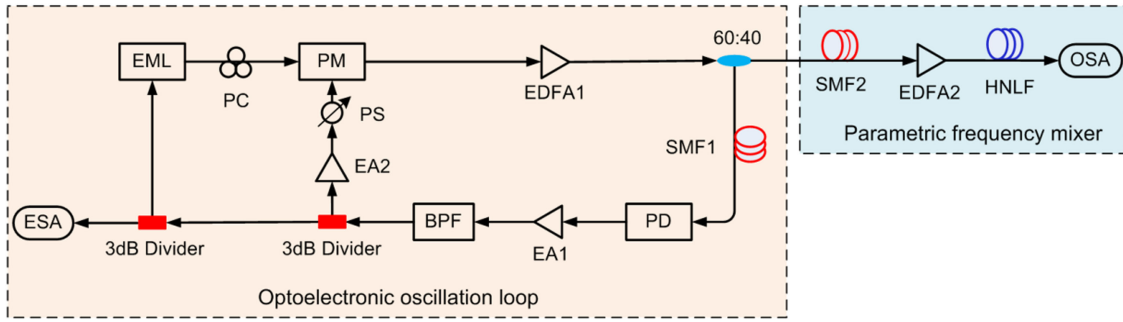 60:40
EML
PM
OSA
PC
EDFA1
SMF2
EDFA2
HNLF
PS
SMF1
Parametric frequency mixer
EA2
ESA
BPF
PD
3dB Divider
3dB Divider
EA1
Optoelectronic oscillation loop